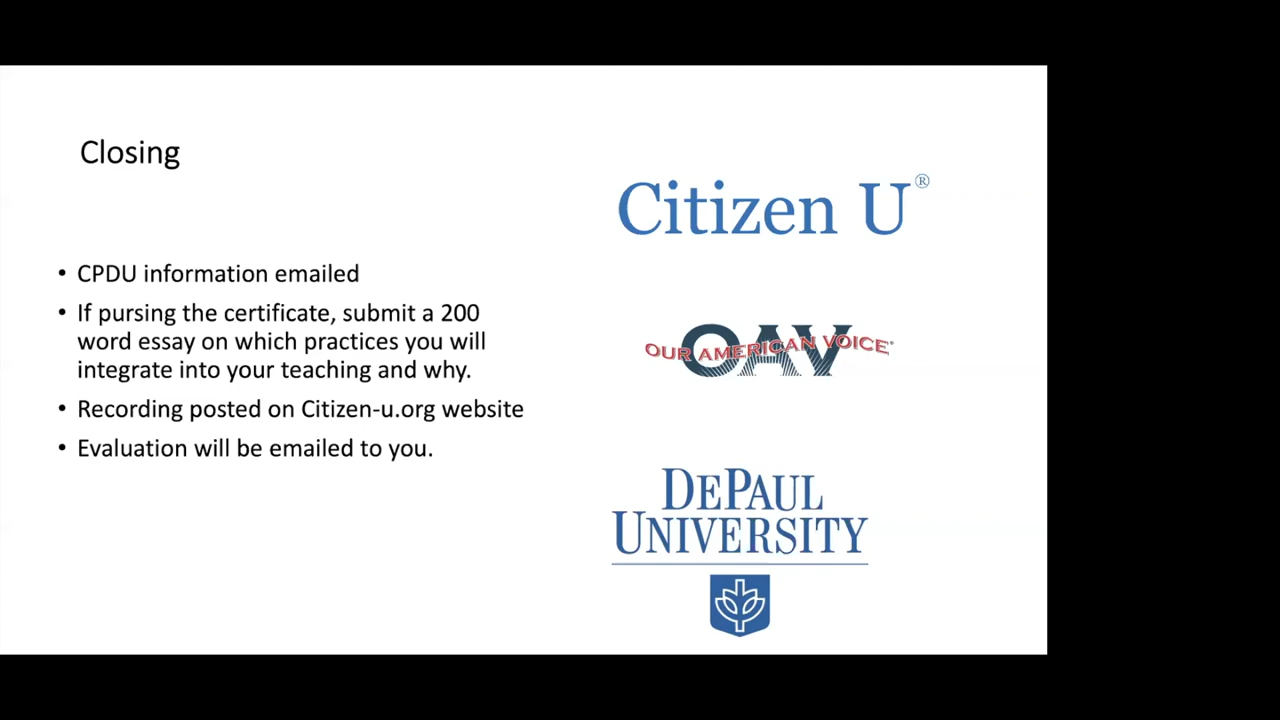 Closing
• CPDU information emailed
• If pursing the certificate, submit a 200
word essay on which practices you will
integrate into your teaching and why.
• Recording posted on Citizen-u.org website
• Evaluation will be emailed to you.
Citizen U®
OAV
OUR AMERICAN VOICE®
DEPAUL
UNIVERSITY